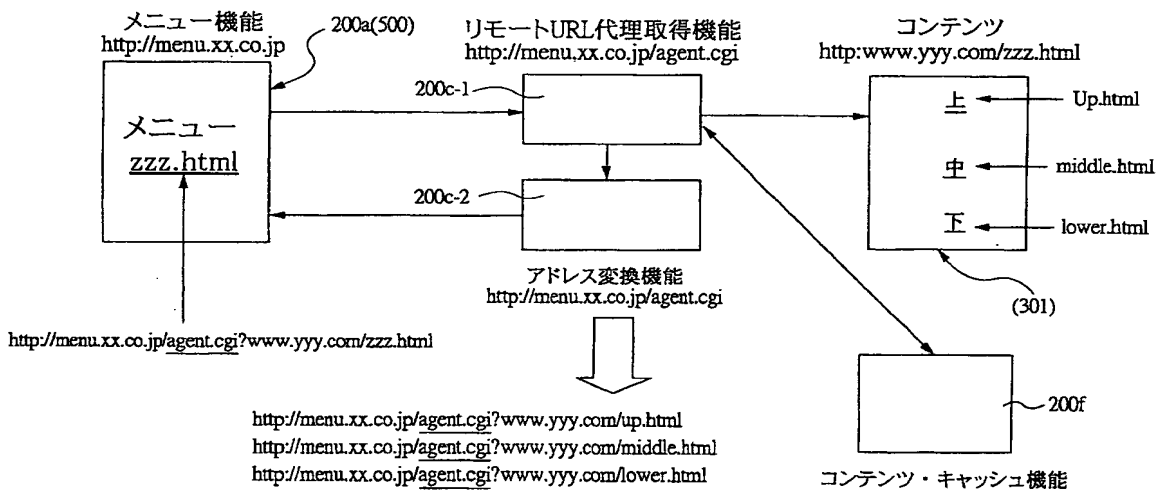 メニュー機能
http://menu.xx.co.jp
200a(500)
リモートURL代理取得機能
http://menu,xx.co.jp/agent.cgi
コンテンツ
http:www.yyy.com/zzz.html
200c-1
メニュー
zzz.html
上
Up.html
中
middle.html
下
lower.html
200c-2
アドレス変換機能
http://menu.xx.co.jp/agent.cgi
(301)
http://menu.xx.co.jp/agent.cgi?www.yyy.com/zzz.html
200f
http://menu.xx.co.jp/agent.cgi?www.yyy.com/up.html
http://menu.xx.co.jp/agent.cgi?www.yyy.com/middle.html
http://menu.xx.co.jp/agent.cgi?www.yyy.com/lower.html
コンテンツ・キャッシュ機能